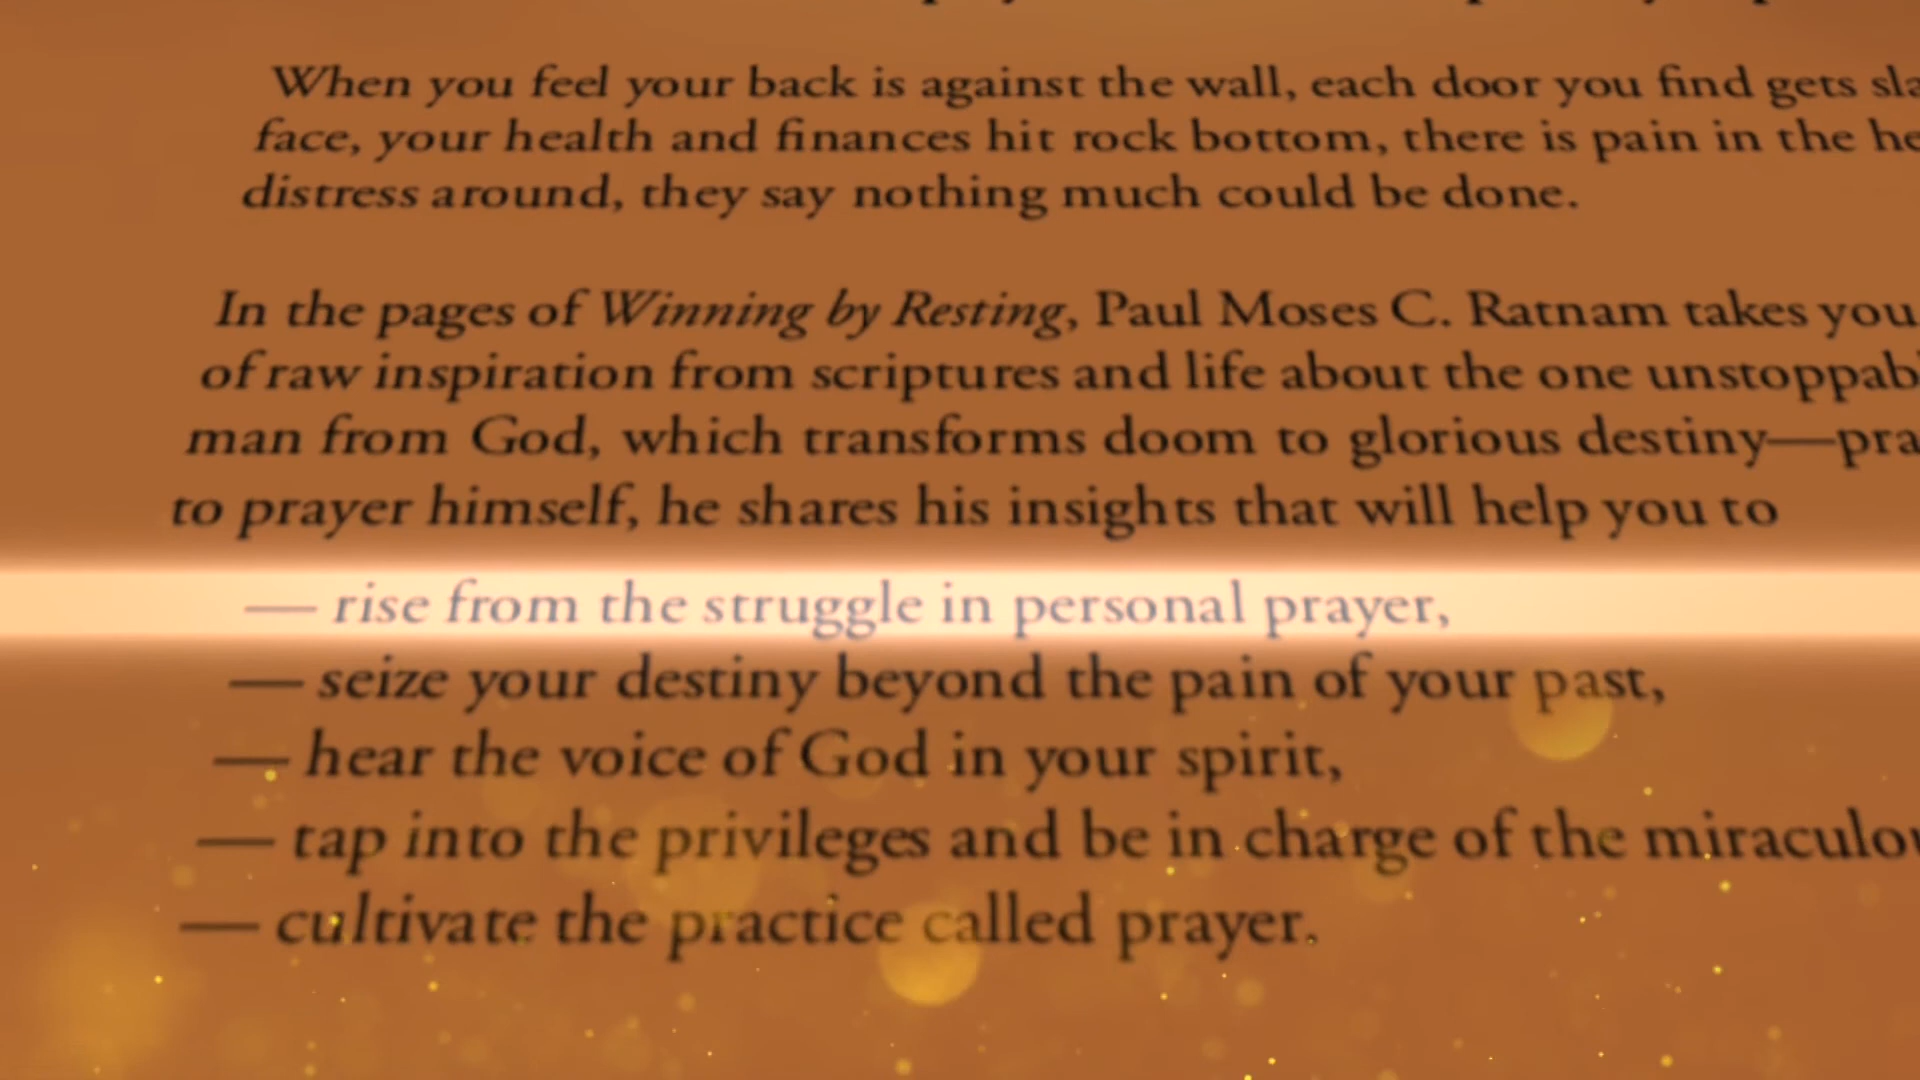 When you feel your back is against the wall, each door you find gets
face, your health and finances hit rock bottom, there is pain in the
distress around, they say nothing much could be done.
In the pages of Winning by Resting, Paul Moses C. Ratnam takes you
of raw inspiration from scriptures and life about the one
man from God, which transforms doom to glorious destiny—
to prayer himself, he shares his insights that will help you to
— rise from the struggle in personal prayer,
— seize your destiny beyond the pain of your past,
— hear the voice of God in your spirit,
— tap into the privileges and be in charge of the
— cultivate the practice called prayer.